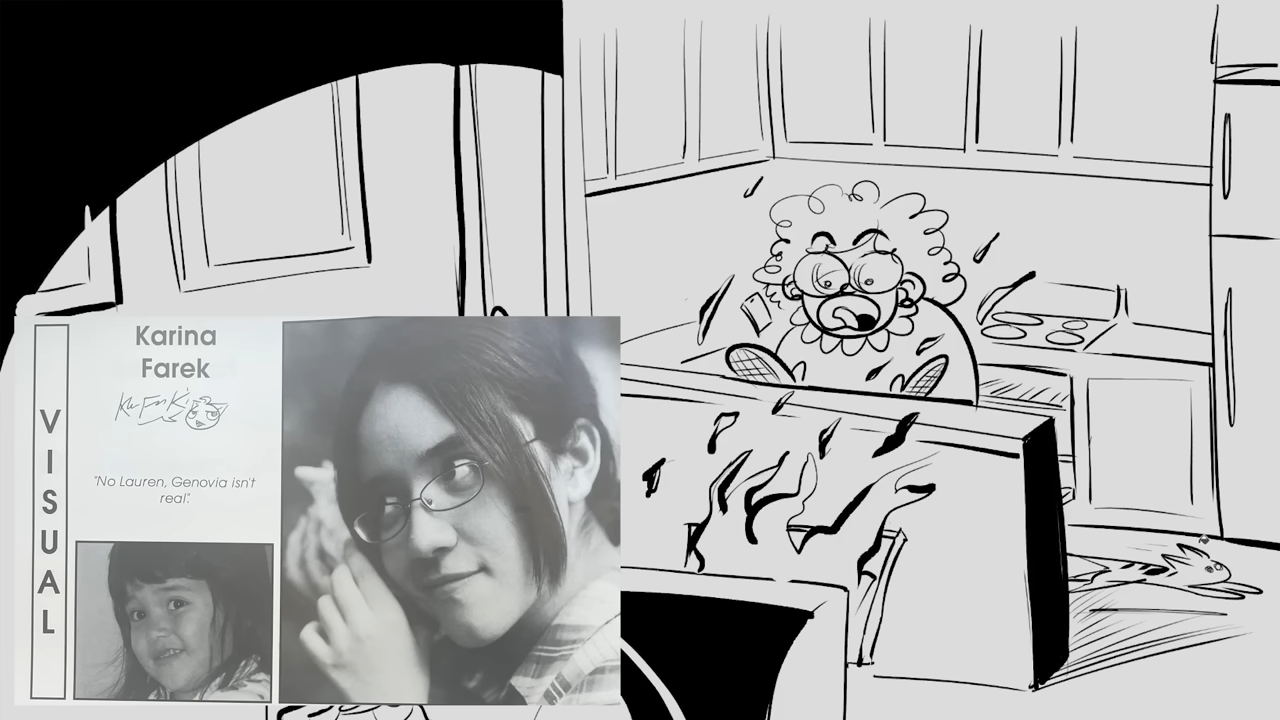 VISUAL
Karina
Farek
"No Lauren, Genovia isn't
real".